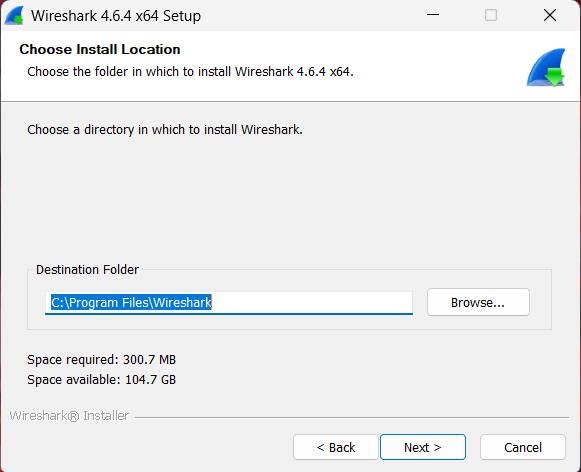 Wireshark 4.6.4 x64 Setup
Choose Install Location
Choose the folder in which to install Wireshark 4.6.4 x64.
Choose a directory in which to install Wireshark.
Destination Folder
C:\Program Files\Wireshark
Browse...
Space required: 300.7 MB
Space available: 104.7 GB
Wireshark® Installer
< Back
Next >
Cancel